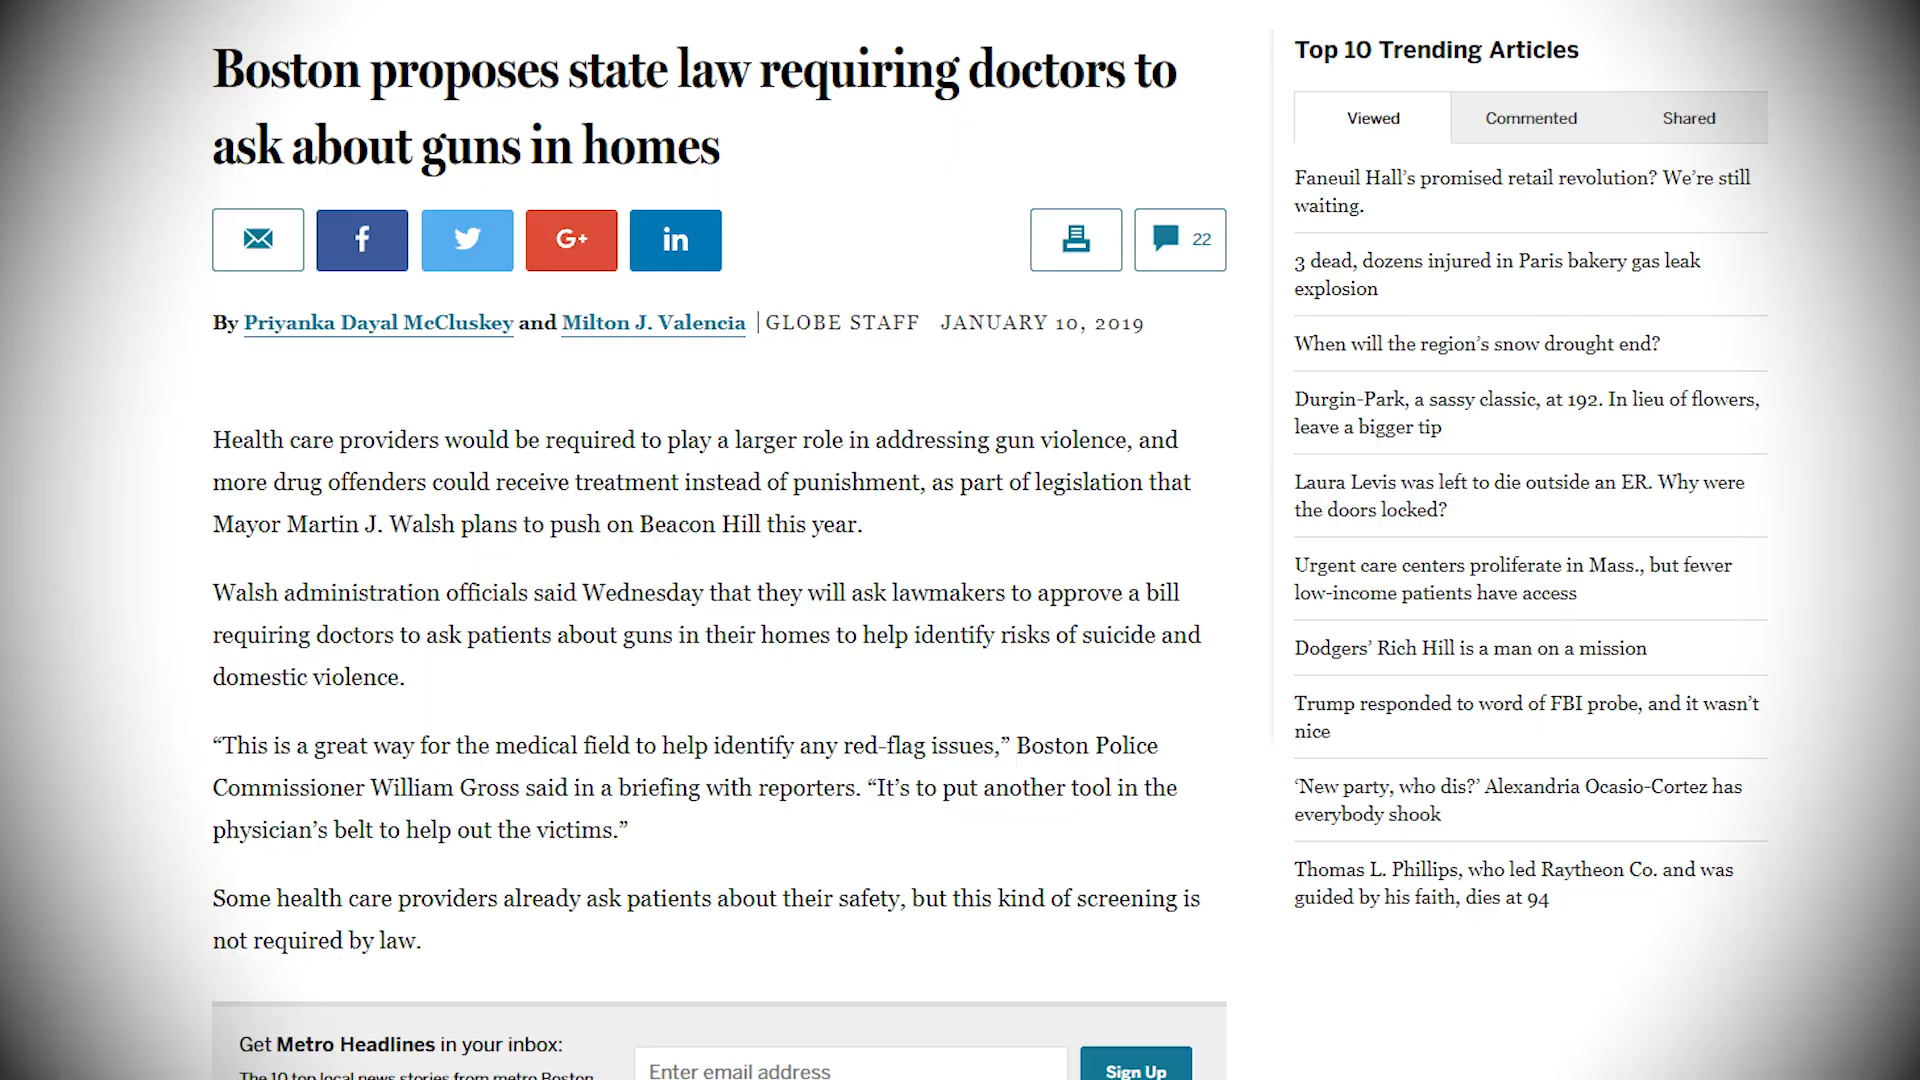 Boston proposes state law requiring doctors to
ask about guns in homes
f
G+
in
22
By Priyanka Dayal McCluskey and Milton J. Valencia | GLOBE STAFF JANUARY 10, 2019
Health care providers would be required to play a larger role in addressing gun violence, and
more drug offenders could receive treatment instead of punishment, as part of legislation that
Mayor Martin J. Walsh plans to push on Beacon Hill this year.
Walsh administration officials said Wednesday that they will ask lawmakers to approve a bill
requiring doctors to ask patients about guns in their homes to help identify risks of suicide and
domestic violence.
“This is a great way for the medical field to help identify any red-flag issues,” Boston Police
Commissioner William Gross said in a briefing with reporters. “It’s to put another tool in the
physician’s belt to help out the victims.”
Some health care providers already ask patients about their safety, but this kind of screening is
not required by law.
Get Metro Headlines in your inbox:
The 10 top local news stories from metro Boston
Enter email address
Sign Up
Top 10 Trending Articles
Viewed
Commented
Shared
Faneuil Hall’s promised retail revolution? We’re still
waiting.
3 dead, dozens injured in Paris bakery gas leak
explosion
When will the region’s snow drought end?
Durgin-Park, a sassy classic, at 192. In lieu of flowers,
leave a bigger tip
Laura Levis was left to die outside an ER. Why were
the doors locked?
Urgent care centers proliferate in Mass., but fewer
low-income patients have access
Dodgers’ Rich Hill is a man on a mission
Trump responded to word of FBI probe, and it wasn’t
nice
‘New party, who dis?’ Alexandria Ocasio-Cortez has
everybody shook
Thomas L. Phillips, who led Raytheon Co. and was
guided by his faith, dies at 94